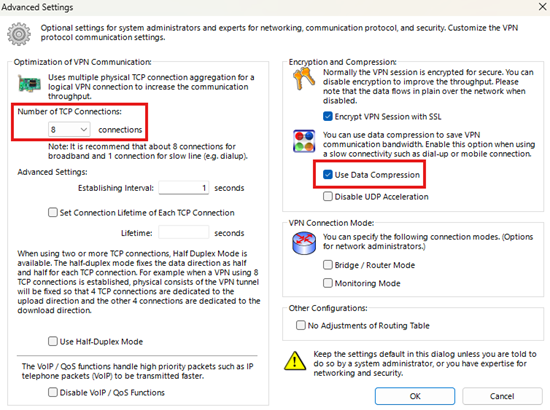 Advanced Settings
Optional settings for system administrators and experts for networking, communication protocol, and security. Customize the VPN
protocol communication settings.
Optimization of VPN Communication:
Uses multiple physical TCP connection aggregation for a
logical VPN connection to increase the communication
throughput.
Number of TCP Connections:
8 connections
Note: It is recommend that about 8 connections for
broadband and 1 connection for slow line (e.g. dialup).
Advanced Settings:
Establishing Interval: 1 seconds
Set Connection Lifetime of Each TCP Connection
Lifetime: seconds
When using two or more TCP connections, Half Duplex Mode is
available. The half-duplex mode fixes the data direction as half
and half for each TCP connection. For example when a VPN using 8
TCP connections is established, physical consists of the VPN tunnel
will be fixed so that 4 TCP connections are dedicated to the
upload direction and the other 4 connections are dedicated to the
download direction.
Use Half-Duplex Mode
The VoIP / QoS functions handle high priority packets such as IP
telephone packets (VoIP) to be transmitted faster.
Disable VoIP / QoS Functions
Encryption and Compression:
Normally the VPN session is encrypted for secure. You can
disable encryption to improve the throughput. Please
note that the data flows in plain over the network when
disabled.
Encrypt VPN Session with SSL
You can use data compression to save VPN
communication bandwidth. Enable this option when using
a slow connectivity such as dial-up or mobile connection.
Use Data Compression
Disable UDP Acceleration
VPN Connection Mode:
You can specify the following connection modes. (Options
for network administrators.)
Bridge / Router Mode
Monitoring Mode
Other Configurations:
No Adjustments of Routing Table
Keep the settings default in this dialog unless you are told to
do so by a system administrator, or you have expertise for
networking and security.
OK
Cancel